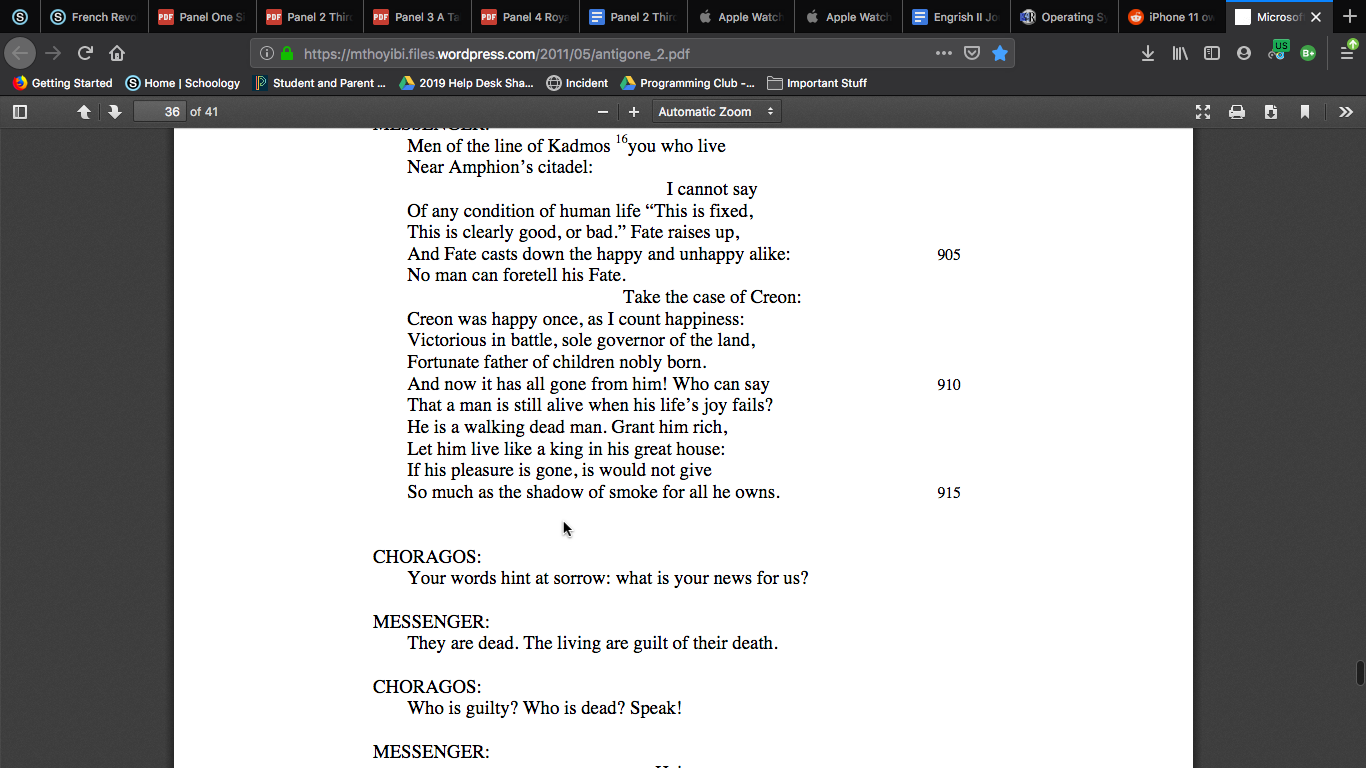 French Revo
Panel One S
Panel 2 Thir
Panel 3 A Ta
Panel 4 Roy
Panel 2 Thir
Apple Watch
Apple Watch
Engrish II Jo
Operating Sy
iPhone 11 ow
Microsof
https://mthoyibi.files.wordpress.com/2011/05/antigone_2.pdf
US
B+
Getting Started
Home | Schoology
Student and Parent ...
2019 Help Desk Sha...
Incident
Programming Club -...
Important Stuff
36 of 41
Automatic Zoom
MESSENGER:
Men of the line of Kadmos 16you who live
Near Amphion's citadel:
I cannot say
Of any condition of human life “This is fixed,
This is clearly good, or bad.” Fate raises up,
And Fate casts down the happy and unhappy alike: 905
No man can foretell his Fate.
Take the case of Creon:
Creon was happy once, as I count happiness:
Victorious in battle, sole governor of the land,
Fortunate father of children nobly born.
And now it has all gone from him! Who can say 910
That a man is still alive when his life's joy fails?
He is a walking dead man. Grant him rich,
Let him live like a king in his great house:
If his pleasure is gone, is would not give
So much as the shadow of smoke for all he owns. 915
CHORAGOS:
Your words hint at sorrow: what is your news for us?
MESSENGER:
They are dead. The living are guilt of their death.
CHORAGOS:
Who is guilty? Who is dead? Speak!
MESSENGER: